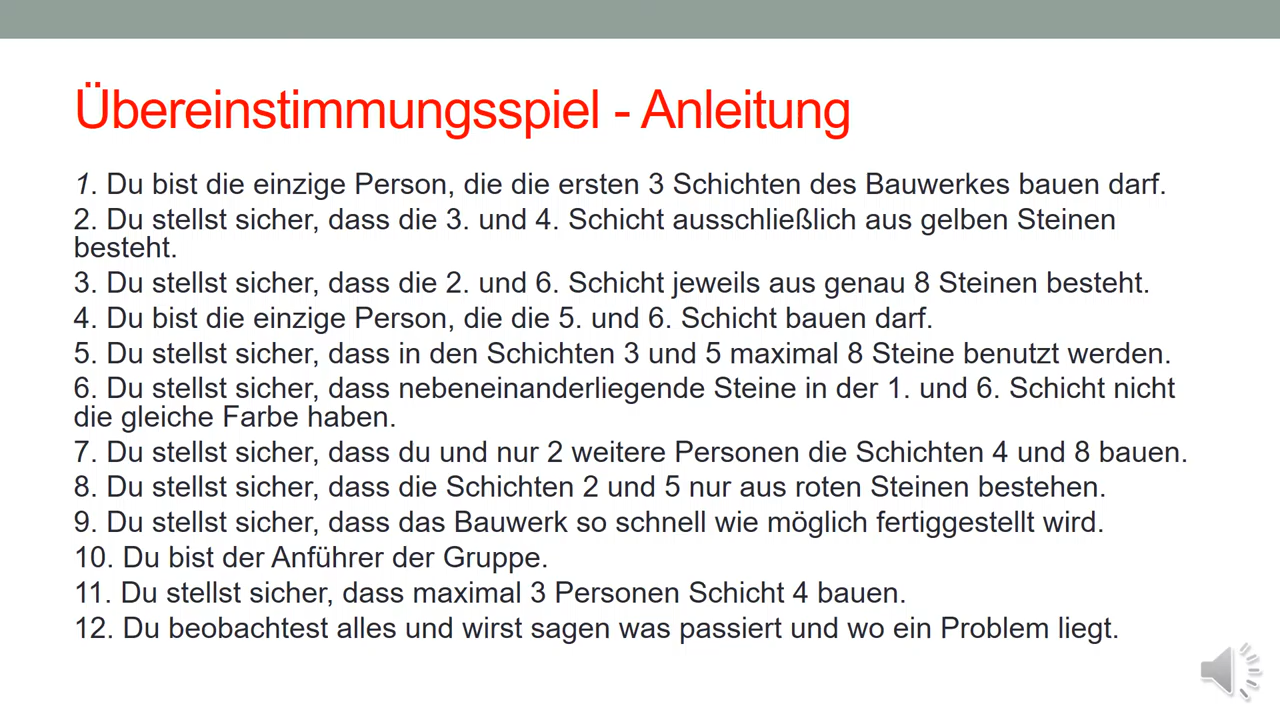 Übereinstimmungsspiel - Anleitung
1. Du bist die einzige Person, die die ersten 3 Schichten des Bauwerkes bauen darf.
2. Du stellst sicher, dass die 3. und 4. Schicht ausschließlich aus gelben Steinen
besteht.
3. Du stellst sicher, dass die 2. und 6. Schicht jeweils aus genau 8 Steinen besteht.
4. Du bist die einzige Person, die die 5. und 6. Schicht bauen darf.
5. Du stellst sicher, dass in den Schichten 3 und 5 maximal 8 Steine benutzt werden.
6. Du stellst sicher, dass nebeneinanderliegende Steine in der 1. und 6. Schicht nicht
die gleiche Farbe haben.
7. Du stellst sicher, dass du und nur 2 weitere Personen die Schichten 4 und 8 bauen.
8. Du stellst sicher, dass die Schichten 2 und 5 nur aus roten Steinen bestehen.
9. Du stellst sicher, dass das Bauwerk so schnell wie möglich fertiggestellt wird.
10. Du bist der Anführer der Gruppe.
11. Du stellst sicher, dass maximal 3 Personen Schicht 4 bauen.
12. Du beobachtest alles und wirst sagen was passiert und wo ein Problem liegt.